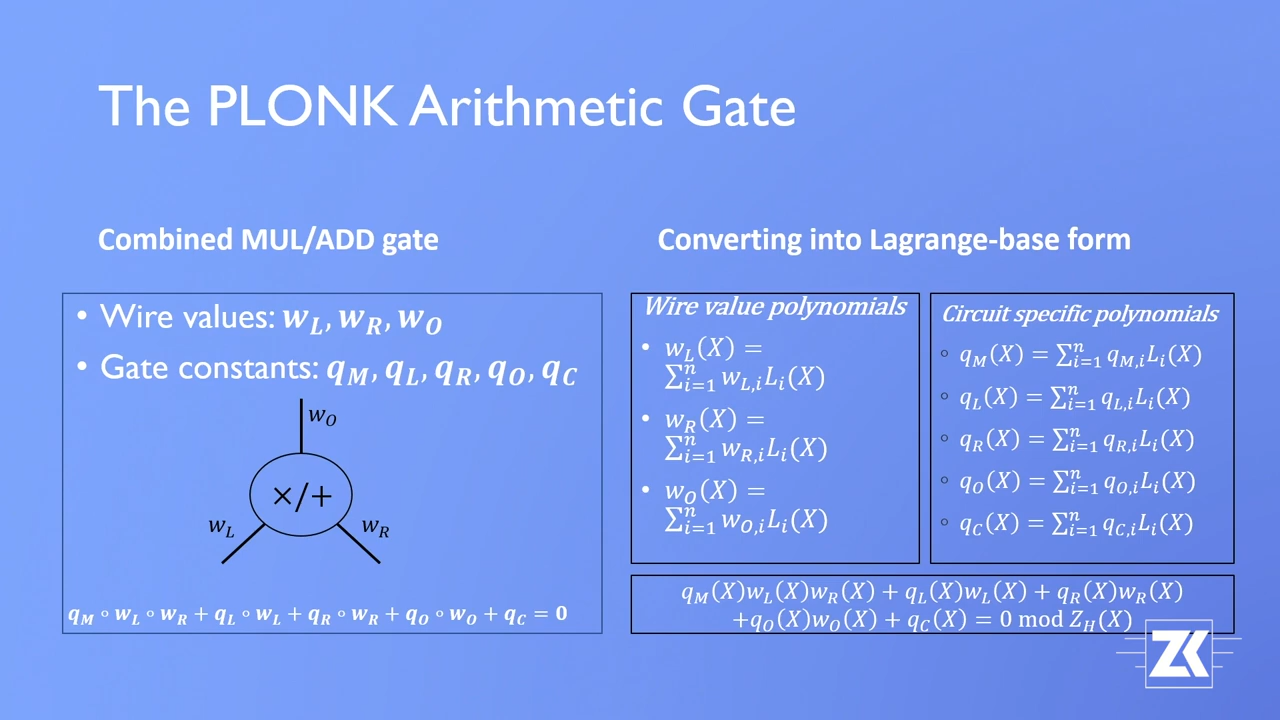 The PLONK Arithmetic Gate
Combined MUL/ADD gate
• Wire values: w_L, w_R, w_O
• Gate constants: q_M, q_L, q_R, q_O, q_C
w_O
×/+
w_L
w_R
q_M ∘ w_L ∘ w_R + q_L ∘ w_L + q_R ∘ w_R + q_O ∘ w_O + q_C = 0
Converting into Lagrange-base form
Wire value polynomials
• w_L(X) =
∑_{i=1}^{n} w_{L,i}L_i(X)
• w_R(X) =
∑_{i=1}^{n} w_{R,i}L_i(X)
• w_O(X) =
∑_{i=1}^{n} w_{O,i}L_i(X)
Circuit specific polynomials
◦ q_M(X) = ∑_{i=1}^{n} q_{M,i}L_i(X)
◦ q_L(X) = ∑_{i=1}^{n} q_{L,i}L_i(X)
◦ q_R(X) = ∑_{i=1}^{n} q_{R,i}L_i(X)
◦ q_O(X) = ∑_{i=1}^{n} q_{O,i}L_i(X)
◦ q_C(X) = ∑_{i=1}^{n} q_{C,i}L_i(X)
q_M(X)w_L(X)w_R(X) + q_L(X)w_L(X) + q_R(X)w_R(X)
+q_O(X)w_O(X) + q_C(X) = 0 mod Z_H(X)
ZK